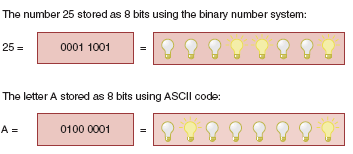 The number 25 stored as 8 bits using the binary number system:
25 = 0001 1001 =
The letter A stored as 8 bits using ASCII code:
A = 0100 0001 =